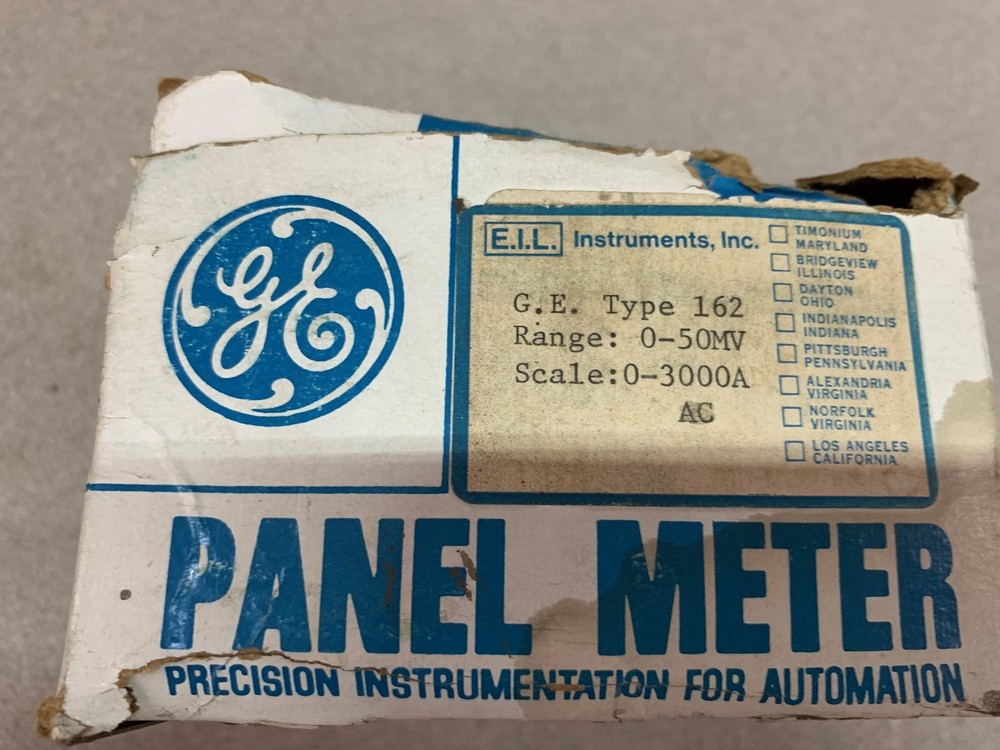 GE
E.I.L. Instruments, Inc.
G.E. Type 162
Range: 0-50MV
Scale:0-3000A
AC
TIMONIUM
MARYLAND
BRIDGEVIEW
ILLINOIS
DAYTON
OHIO
INDIANAPOLIS
INDIANA
PITTSBURGH
PENNSYLVANIA
ALEXANDRIA
VIRGINIA
NORFOLK
VIRGINIA
LOS ANGELES
CALIFORNIA
PANEL METER
PRECISION INSTRUMENTATION FOR AUTOMATION